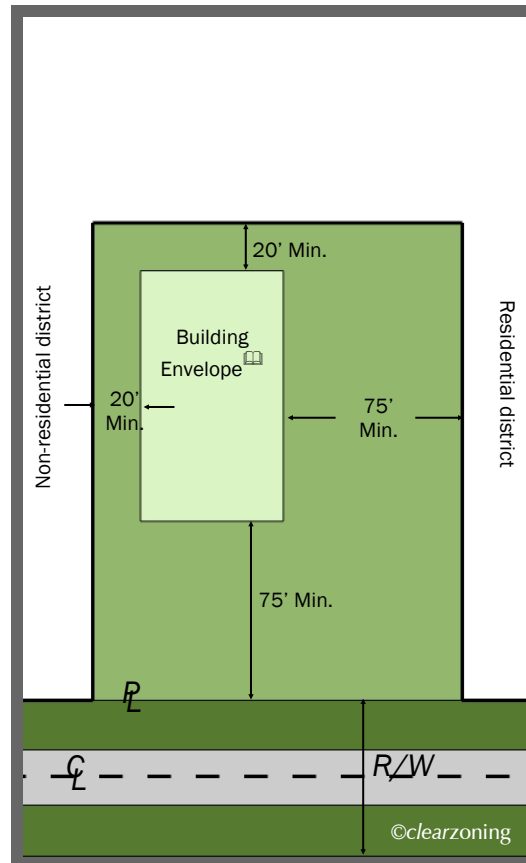 20’ Min.
Non-residential district
Residential district
Building
Envelope
20’
Min.
75’
Min.
75’ Min.
PL
CL
R/W
©clearzoning